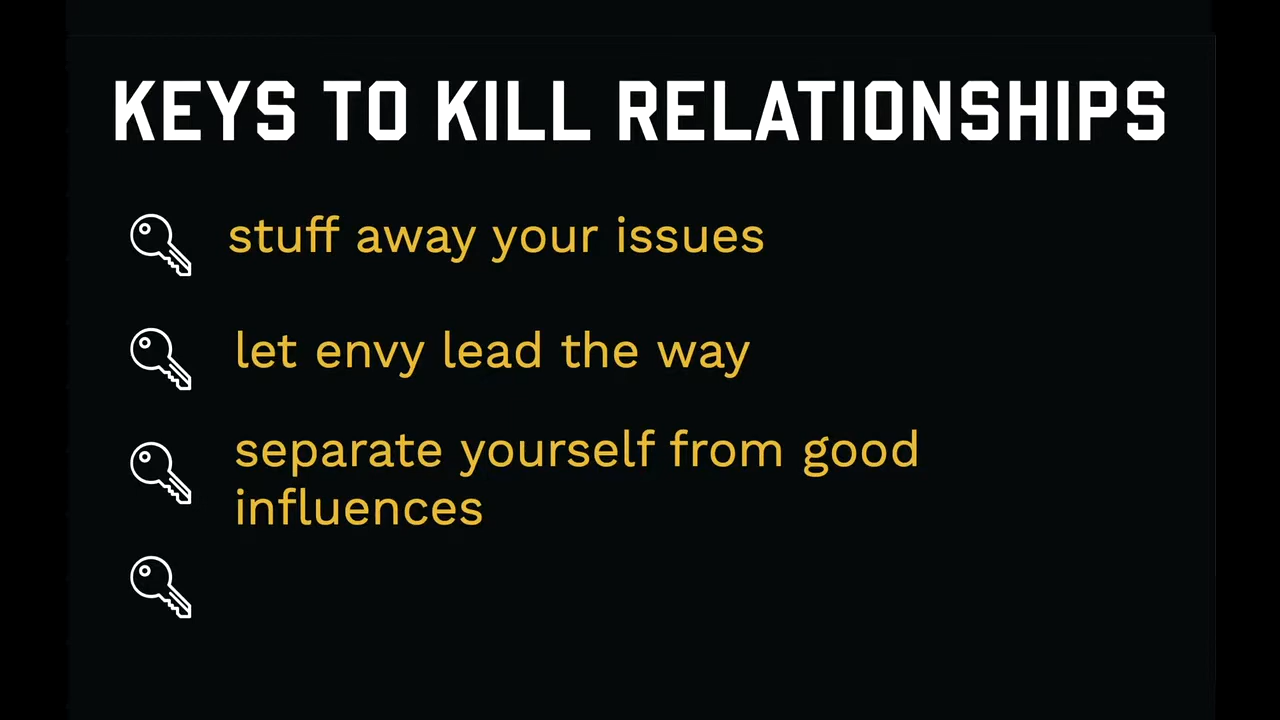 KEYS TO KILL RELATIONSHIPS
stuff away your issues
let envy lead the way
separate yourself from good
influences